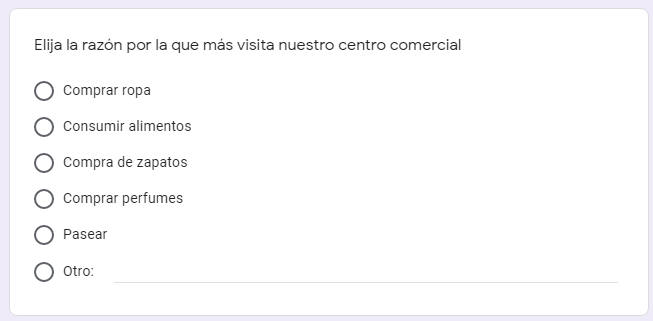 Elija la razón por la que más visita nuestro centro comercial
Comprar ropa
Consumir alimentos
Compra de zapatos
Comprar perfumes
Pasear
Otro: